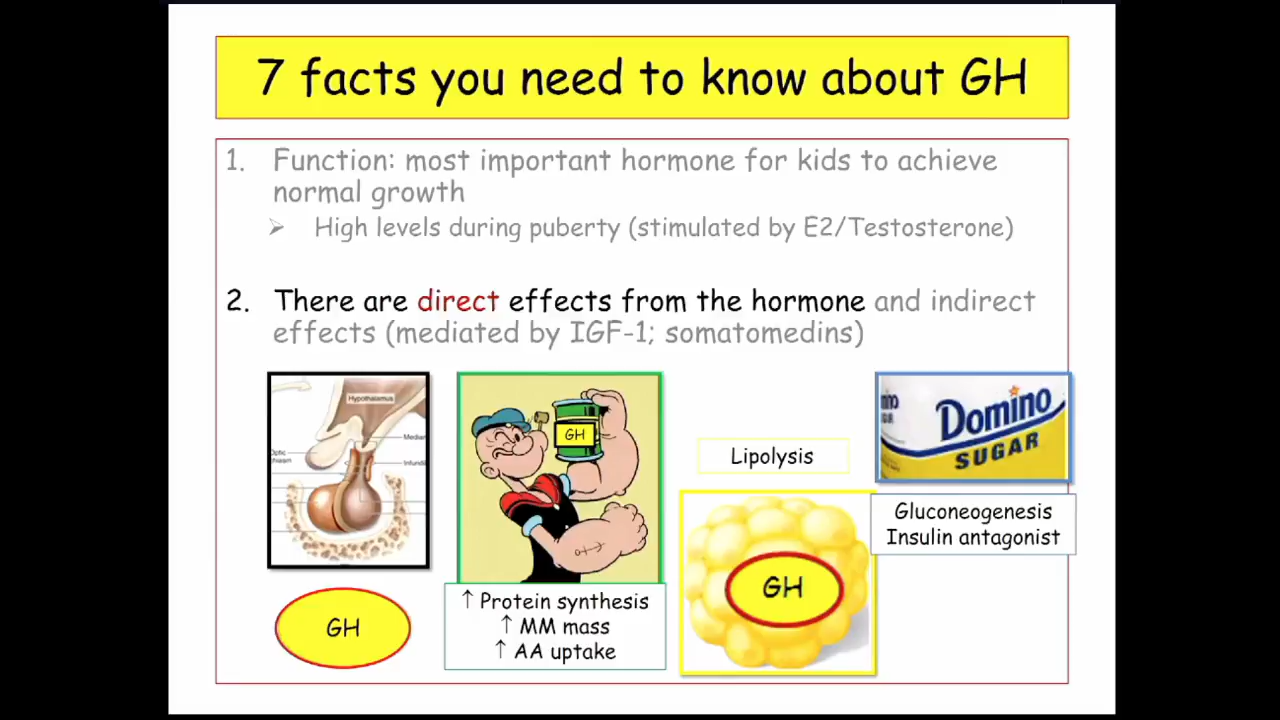 7 facts you need to know about GH
1. Function: most important hormone for kids to achieve
normal growth
➢ High levels during puberty (stimulated by E2/Testosterone)
2. There are direct effects from the hormone and indirect
effects (mediated by IGF-1; somatomedins)
Hypothalamus
Optic
chiasm
Median
Infundi
GH
GH
↑ Protein synthesis
↑ MM mass
↑ AA uptake
Lipolysis
GH
Domino
SUGAR
Gluconeogenesis
Insulin antagonist